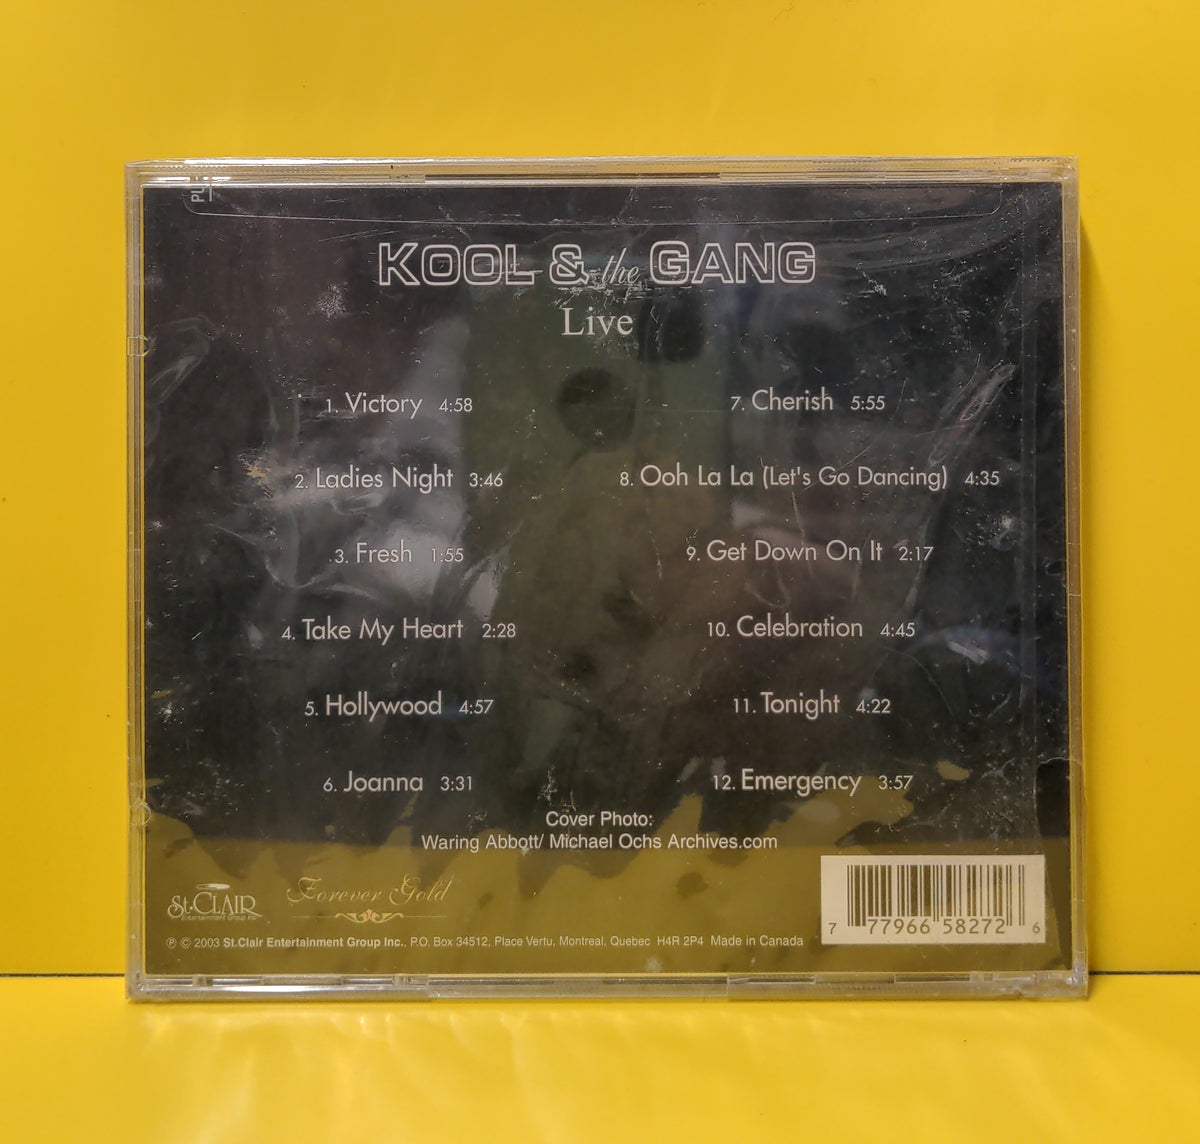 KOOL & the GANG
Live
1. Victory 4:58
2. Ladies Night 3:46
3. Fresh 1:55
4. Take My Heart 2:28
5. Hollywood 4:57
6. Joanna 3:31
7. Cherish 5:55
8. Ooh La La (Let's Go Dancing) 4:35
9. Get Down On It 2:17
10. Celebration 4:45
11. Tonight 4:22
12. Emergency 3:57
Cover Photo:
Waring Abbott/ Michael Ochs Archives.com
St.CLAIR
Entertainment Group Inc.
Forever Gold
℗ © 2003 St.Clair Entertainment Group Inc., P.O. Box 34512, Place Vertu, Montreal, Quebec H4R 2P4 Made in Canada
7 77966 58272 6